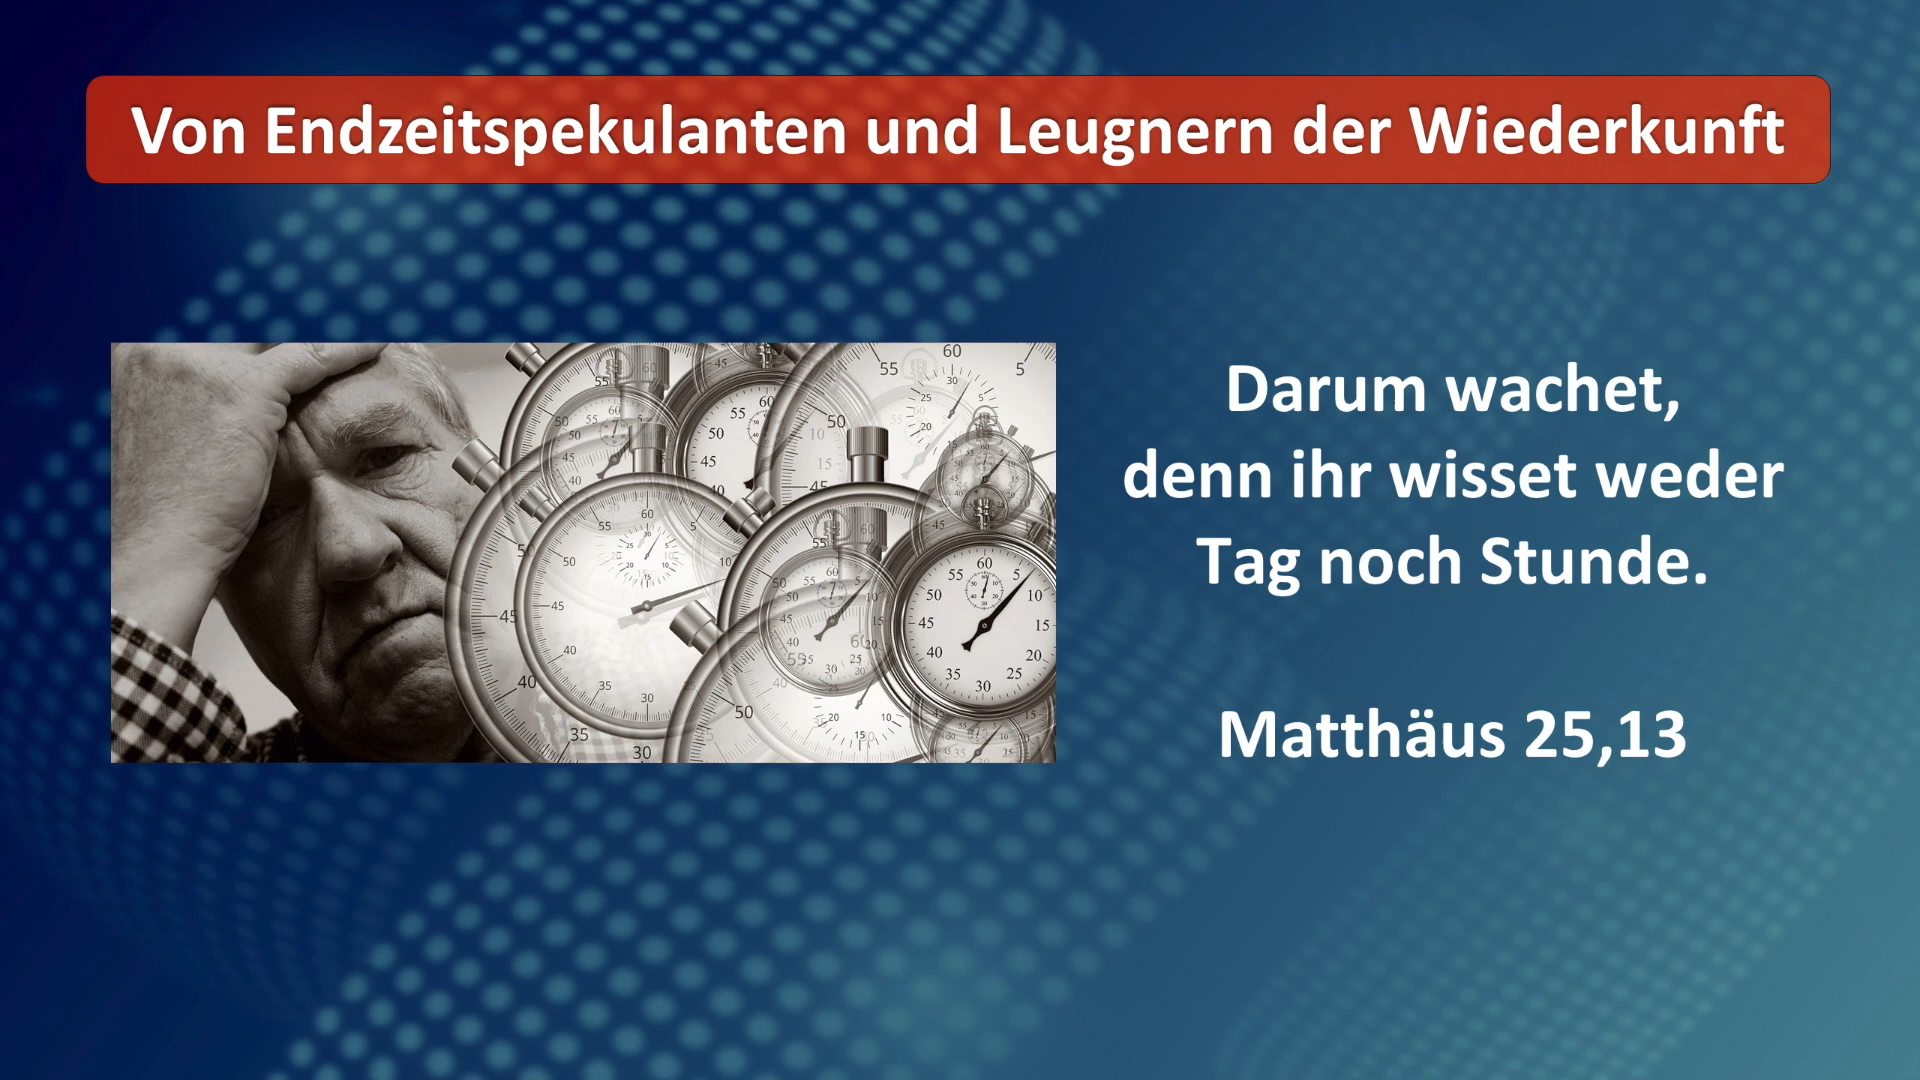 Von Endzeitspekulanten und Leugnern der Wiederkunft
Darum wachet,
denn ihr wisset weder
Tag noch Stunde.
Matthäus 25,13